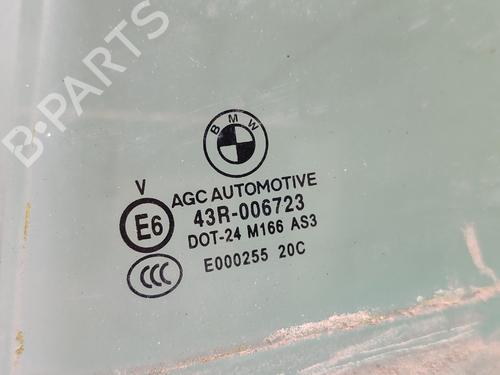 B-PARTS
BMW
V
AGC AUTOMOTIVE
E6
43R-006723
DOT-24 M166 AS3
CCC
E000255 20C